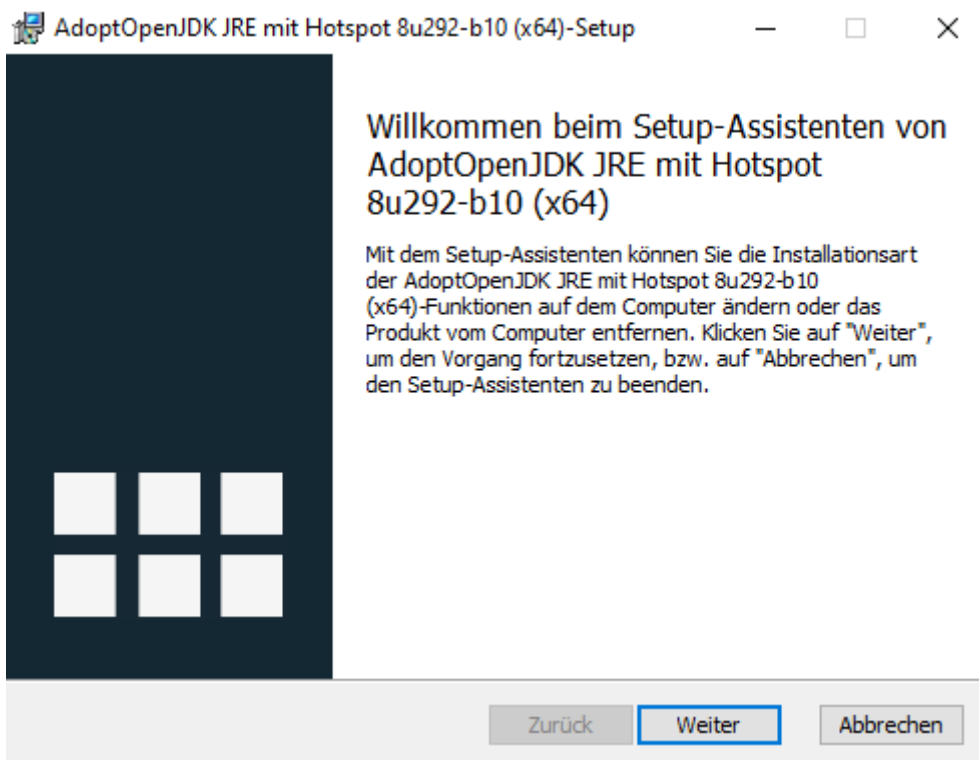 AdoptOpenJDK JRE mit Hotspot 8u292-b10 (x64)-Setup
Willkommen beim Setup-Assistenten von
AdoptOpenJDK JRE mit Hotspot
8u292-b10 (x64)
Mit dem Setup-Assistenten können Sie die Installationsart
der AdoptOpenJDK JRE mit Hotspot 8u292-b10
(x64)-Funktionen auf dem Computer ändern oder das
Produkt vom Computer entfernen. Klicken Sie auf "Weiter",
um den Vorgang fortzusetzen, bzw. auf "Abbrechen", um
den Setup-Assistenten zu beenden.
Zurück Weiter Abbrechen